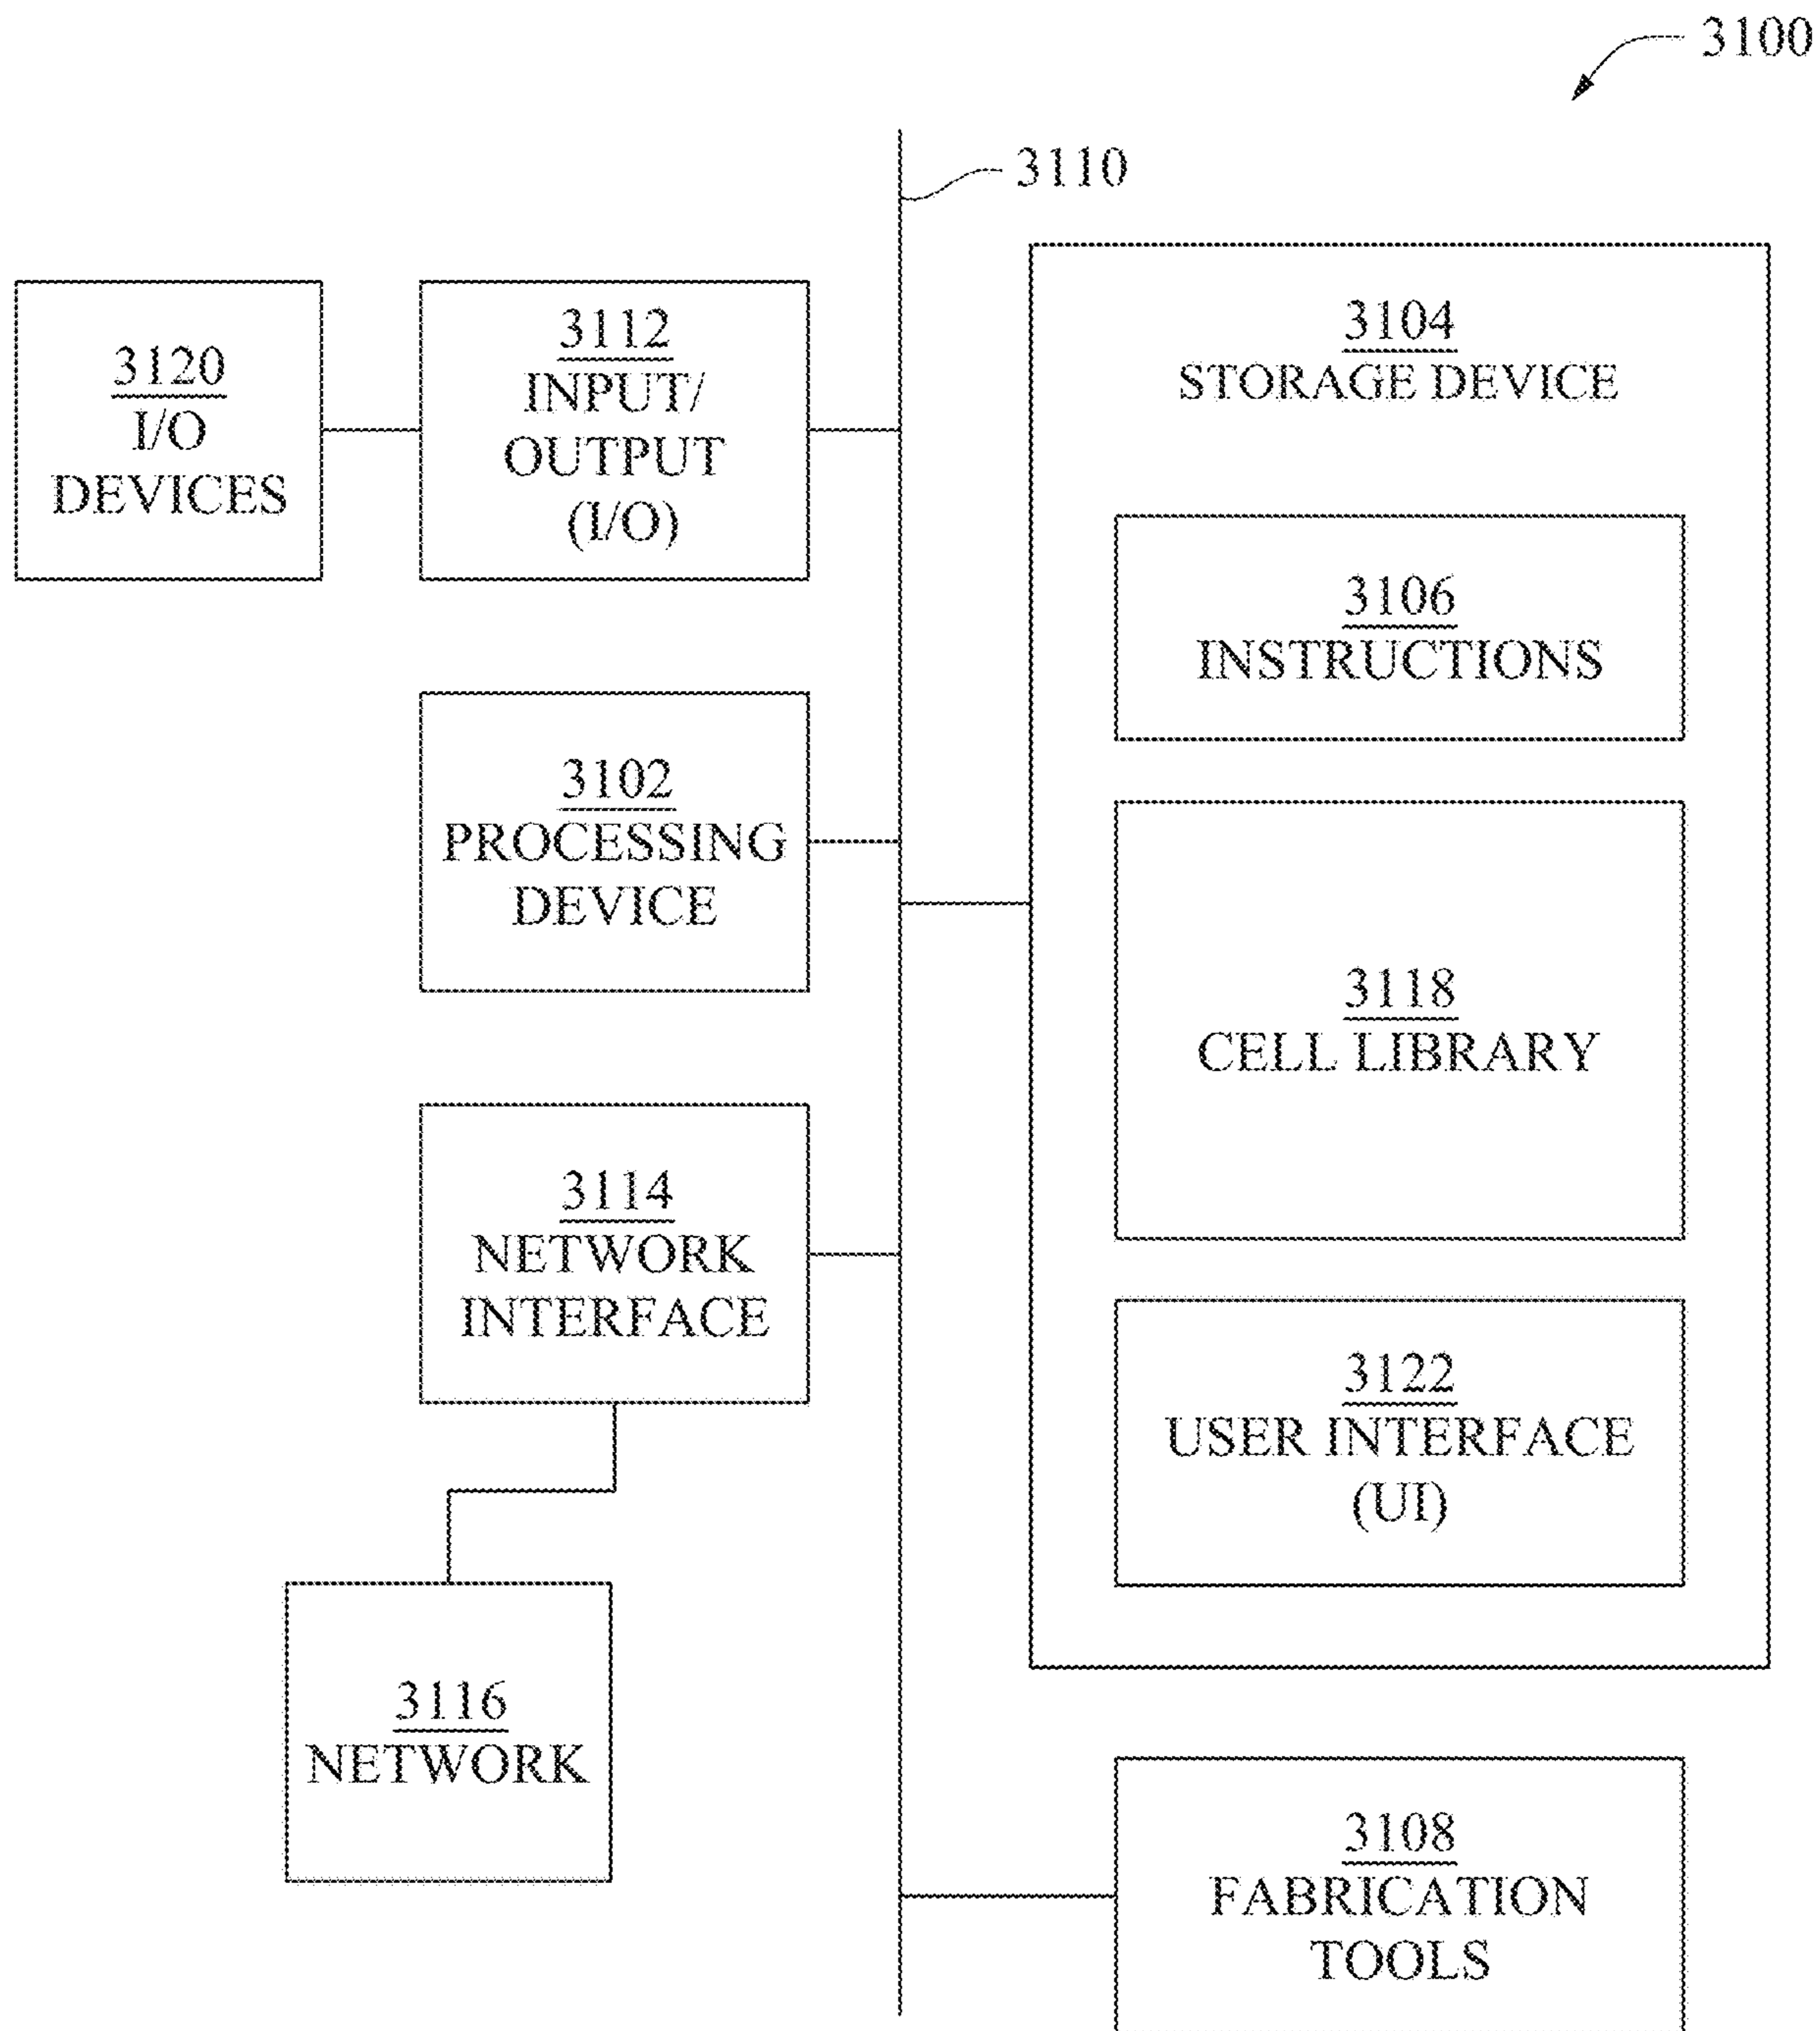 3100
3110
3120
I/O
DEVICES
3112
INPUT/
OUTPUT
(I/O)
3102
PROCESSING
DEVICE
3114
NETWORK
INTERFACE
3116
NETWORK
3104
STORAGE DEVICE
3106
INSTRUCTIONS
3118
CELL LIBRARY
3122
USER INTERFACE
(UI)
3108
FABRICATION
TOOLS